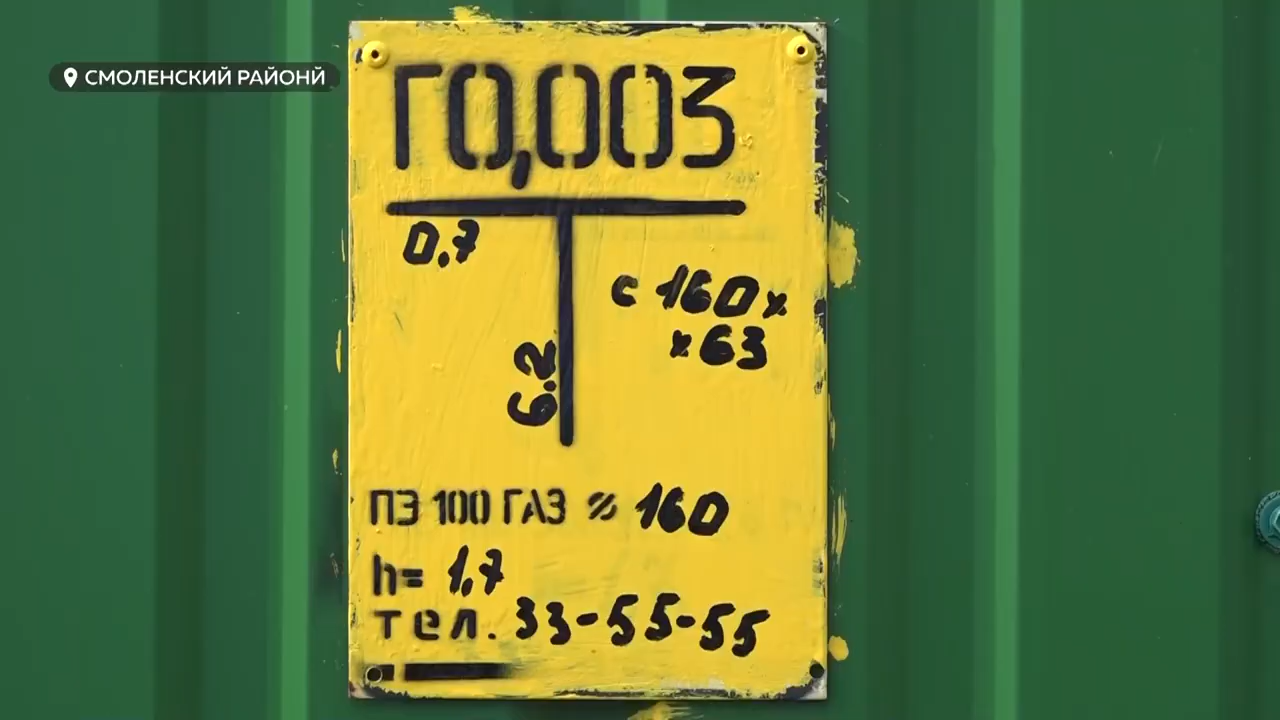 СМОЛЕНСКИЙ РАЙОНЙ
ГО,003
0.7
с 160х
х63
6.2
ПЭ 100 ГАЗ ≈ 160
h= 1,7
тел. 33-55-55